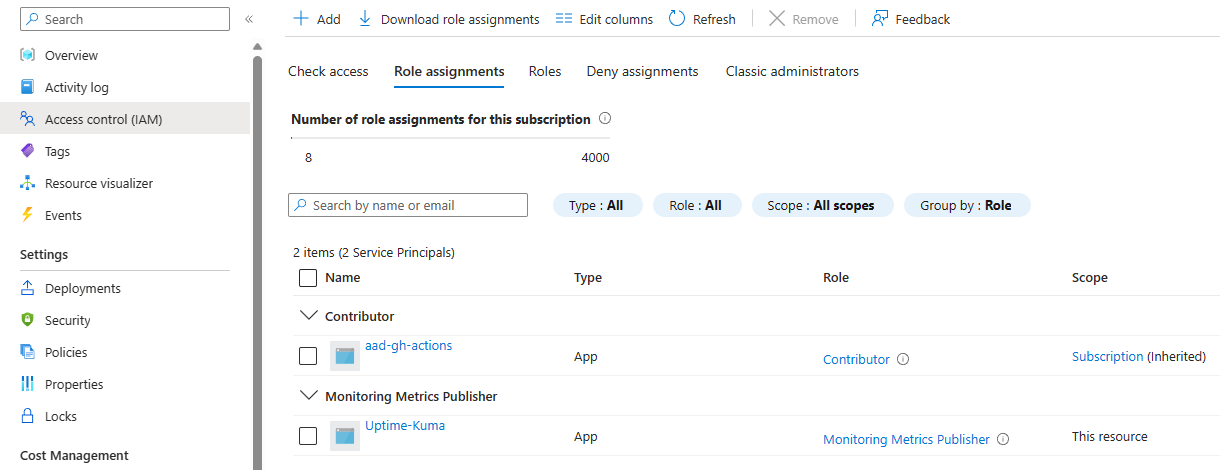 Search
Overview
Activity log
Access control (IAM)
Tags
Resource visualizer
Events
Settings
Deployments
Security
Policies
Properties
Locks
Cost Management
Add Download role assignments Edit columns Refresh Remove Feedback
Check access Role assignments Roles Deny assignments Classic administrators
Number of role assignments for this subscription
8 4000
Search by name or email Type : All Role : All Scope : All scopes Group by : Role
2 items (2 Service Principals)
Name Type Role Scope
Contributor
aad-gh-actions App Contributor Subscription (Inherited)
Monitoring Metrics Publisher
Uptime-Kuma App Monitoring Metrics Publisher This resource